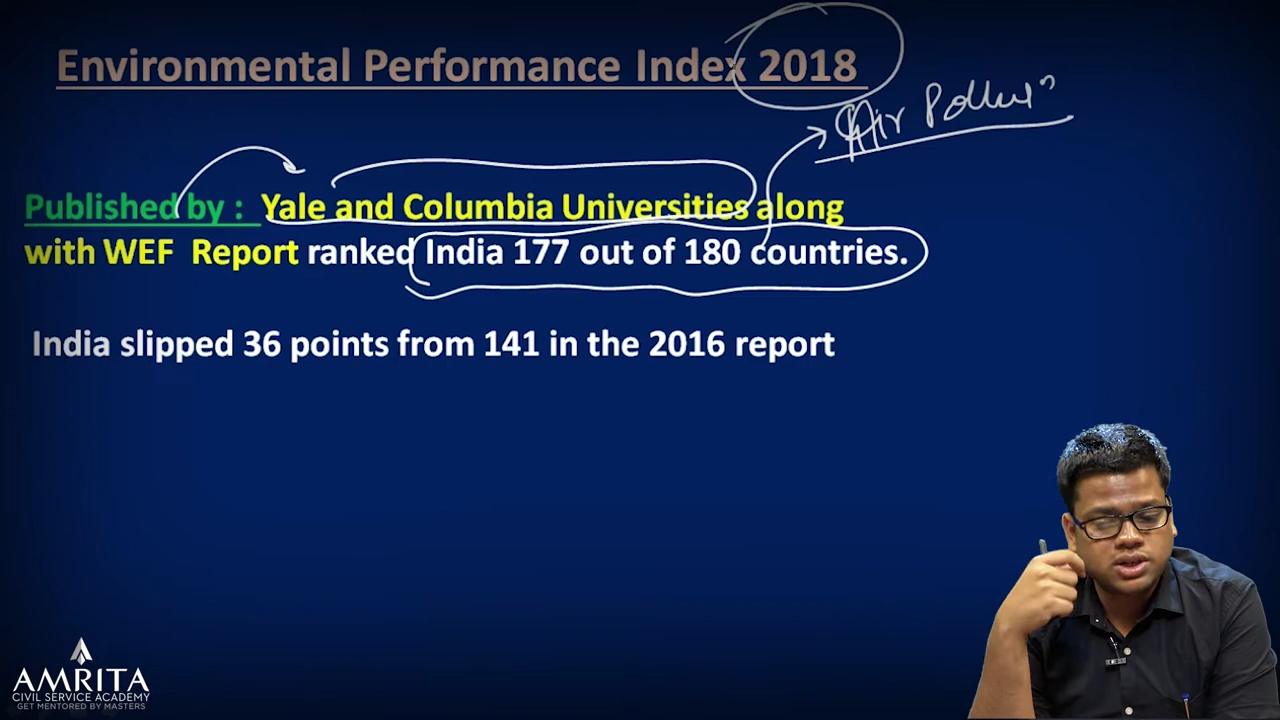 Environmental Performance Index 2018
Air Pollun
Published by : Yale and Columbia Universities along
with WEF Report ranked India 177 out of 180 countries.
India slipped 36 points from 141 in the 2016 report
AMRITA
CIVIL SERVICE ACADEMY
GET MENTORED BY MASTERS